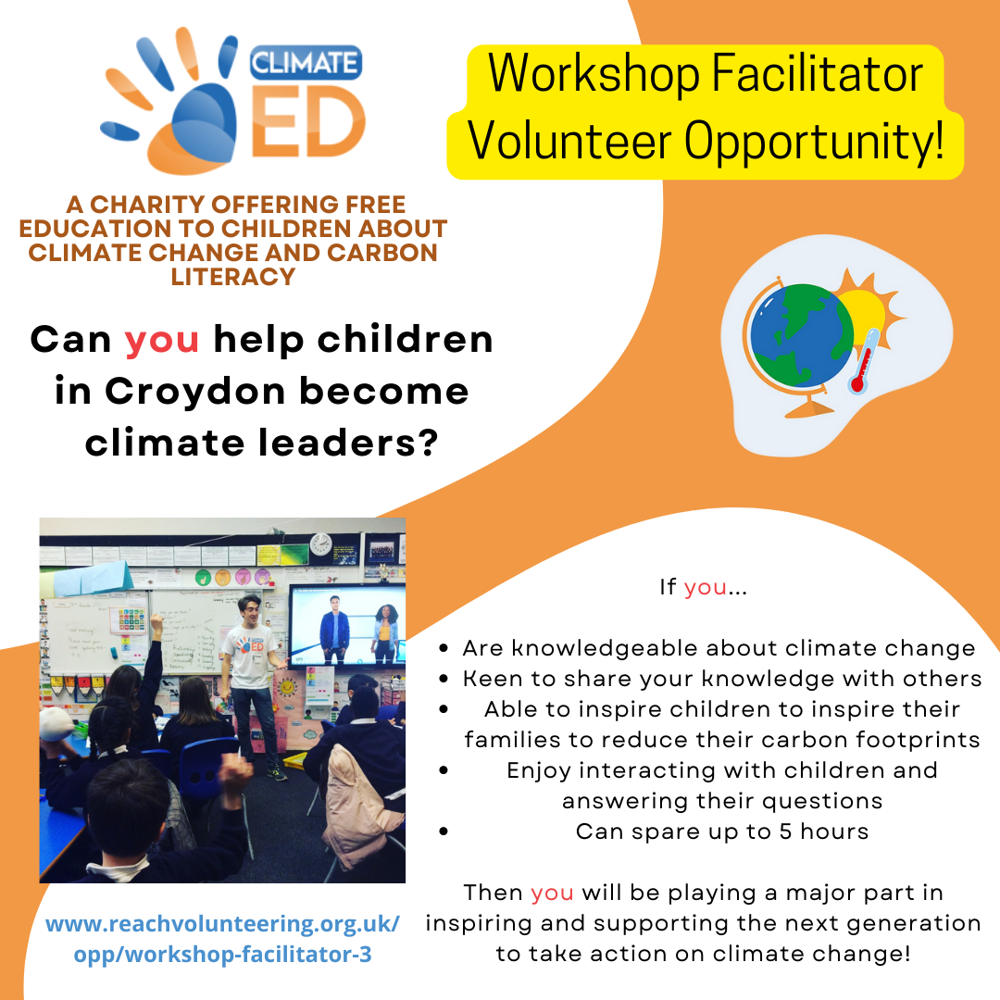 CLIMATE
ED
Workshop Facilitator
Volunteer Opportunity!
A CHARITY OFFERING FREE
EDUCATION TO CHILDREN ABOUT
CLIMATE CHANGE AND CARBON
LITERACY
Can you help children
in Croydon become
climate leaders?
CLIMATE
ED
If you...
• Are knowledgeable about climate change
• Keen to share your knowledge with others
• Able to inspire children to inspire their
families to reduce their carbon footprints
• Enjoy interacting with children and
answering their questions
• Can spare up to 5 hours
Then you will be playing a major part in
inspiring and supporting the next generation
to take action on climate change!
www.reachvolunteering.org.uk/
opp/workshop-facilitator-3